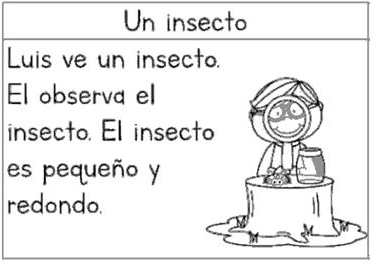 Un insecto
Luis ve un insecto.
El observa el
insecto. El insecto
es pequeño y
redondo.